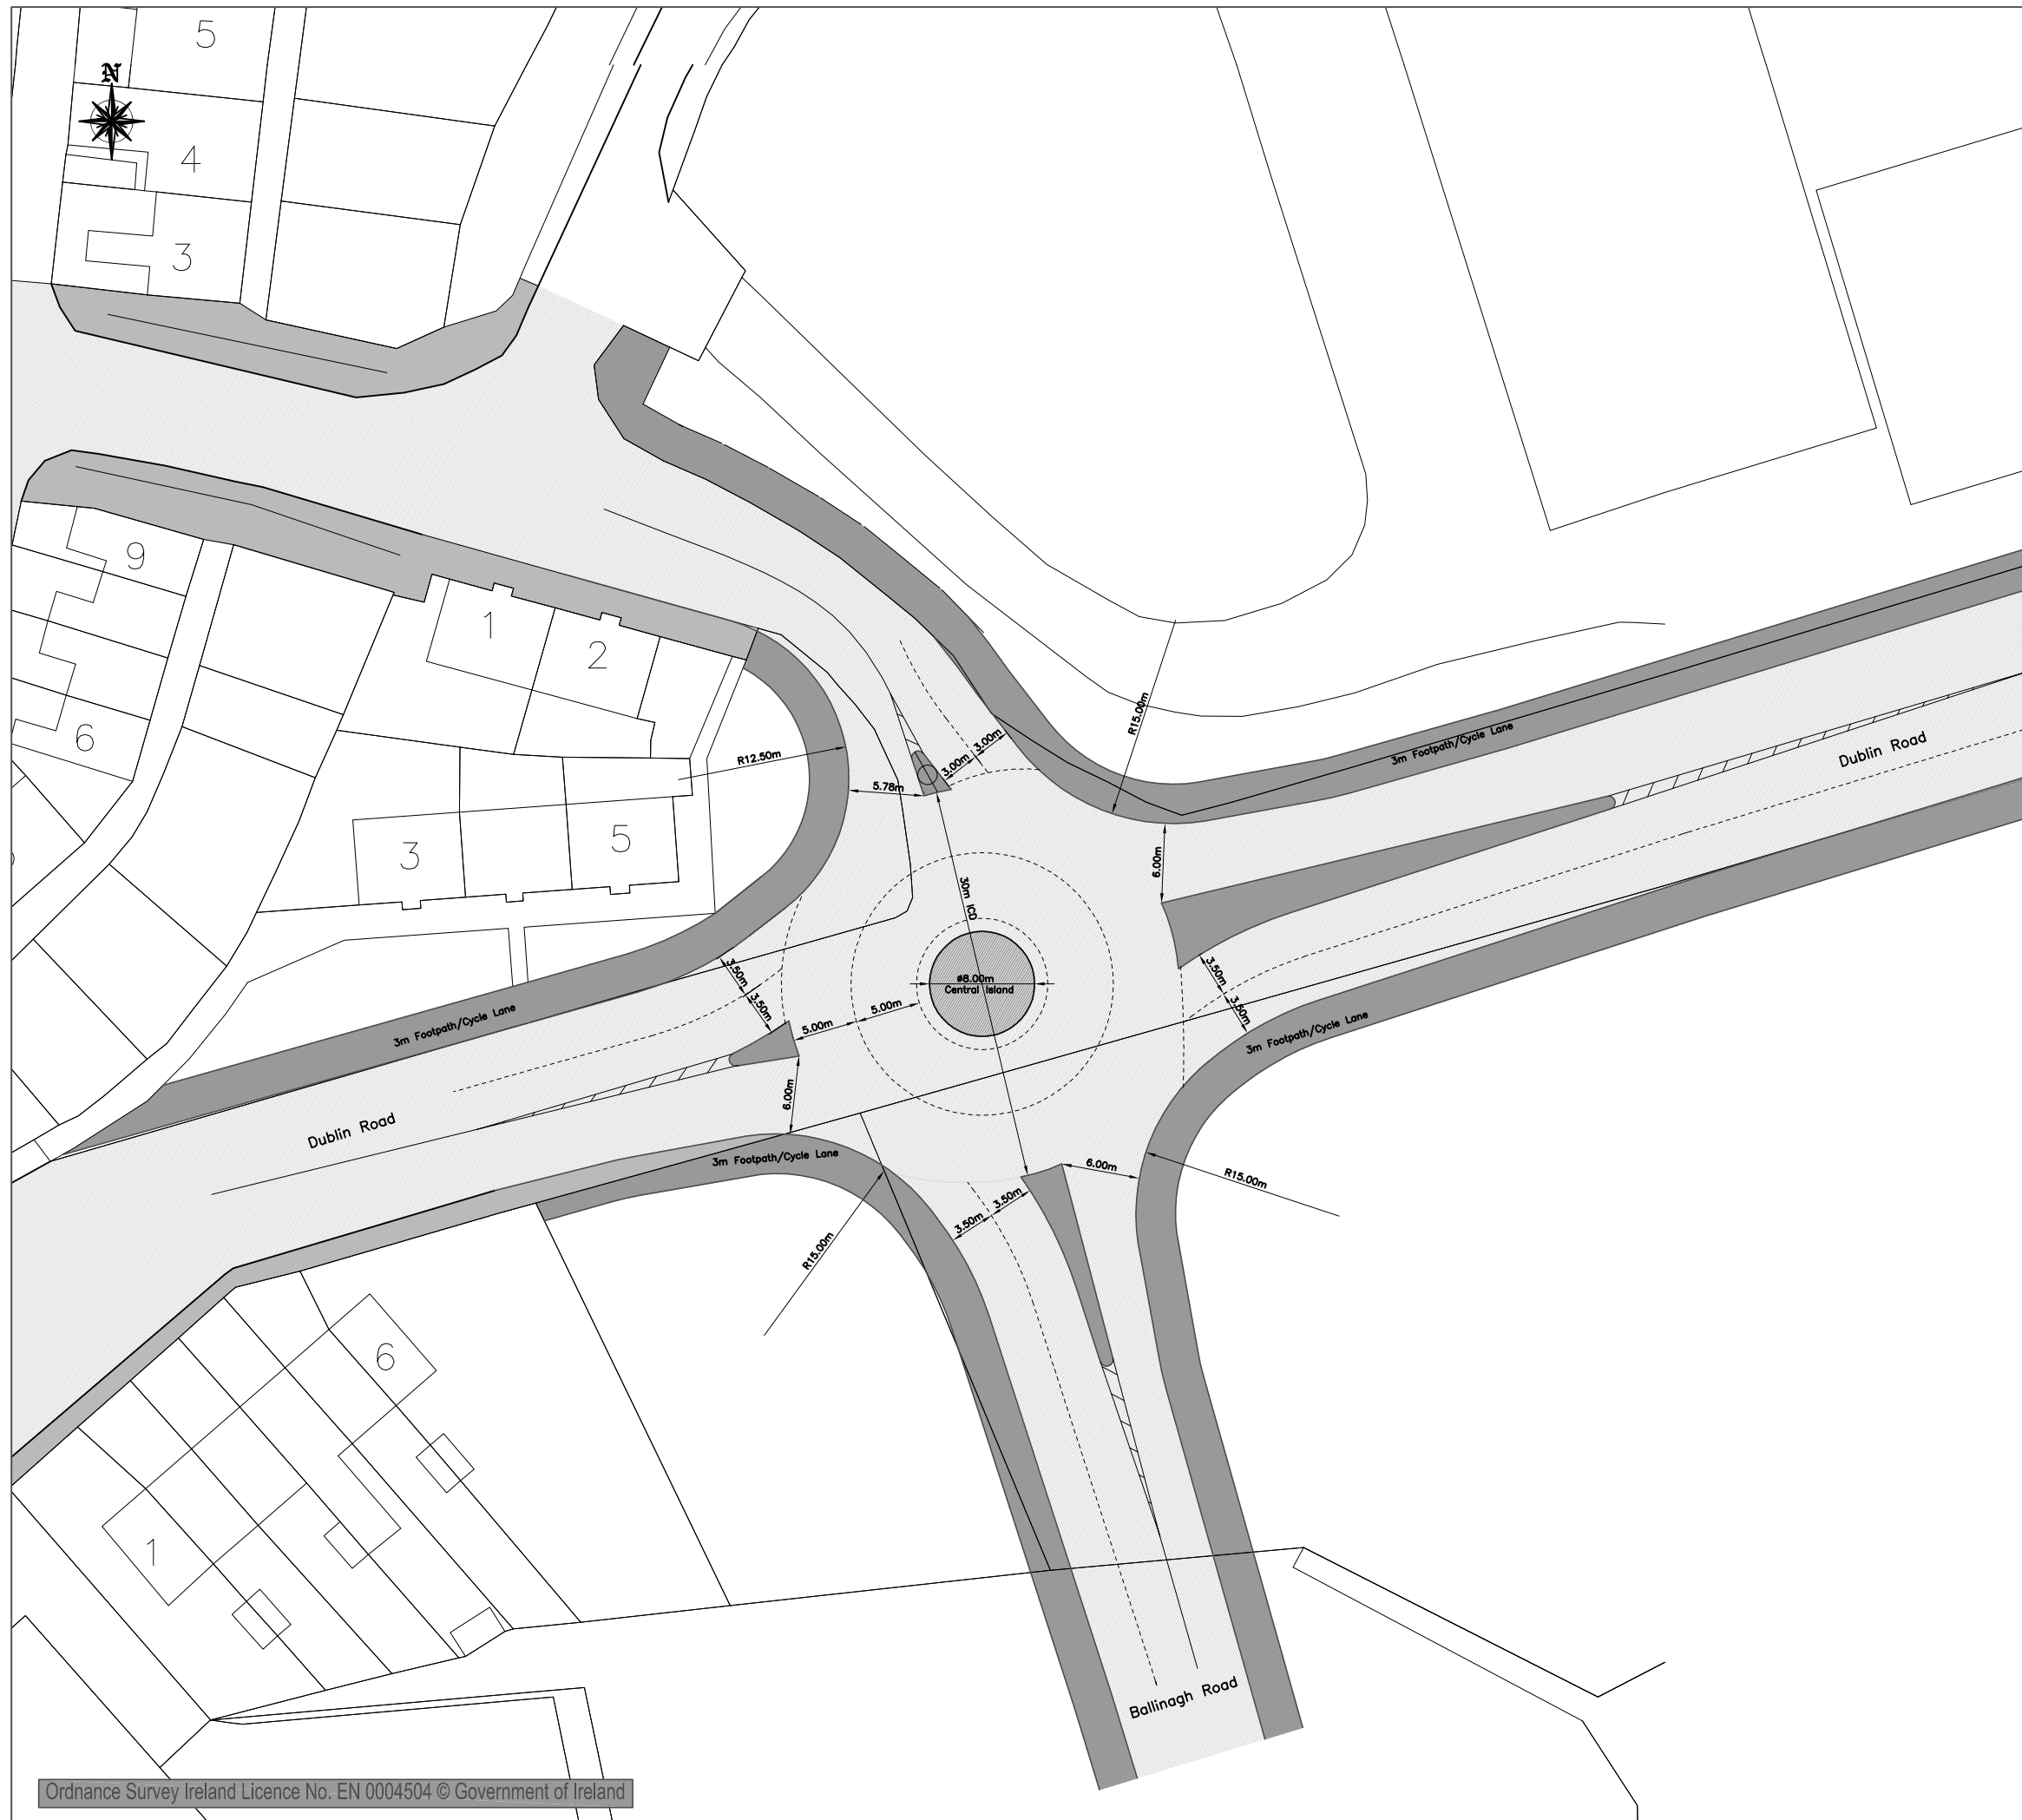 5
N
4
3
9
1
2
6
R12.50m
5.78m
3.00m
3.00m
R15.00m
3m Footpath/Cycle Lane
Dublin Road
3
5
6.00m
30m ICD
ø8.00m
Central Island
3.50m
3.50m
5.00m
5.00m
3.50m
3.50m
3m Footpath/Cycle Lane
3m Footpath/Cycle Lane
6.00m
Dublin Road
3m Footpath/Cycle Lane
6.00m
R15.00m
3.50m
3.50m
R15.00m
6
1
Ballinagh Road
Ordnance Survey Ireland Licence No. EN 0004504 © Government of Ireland